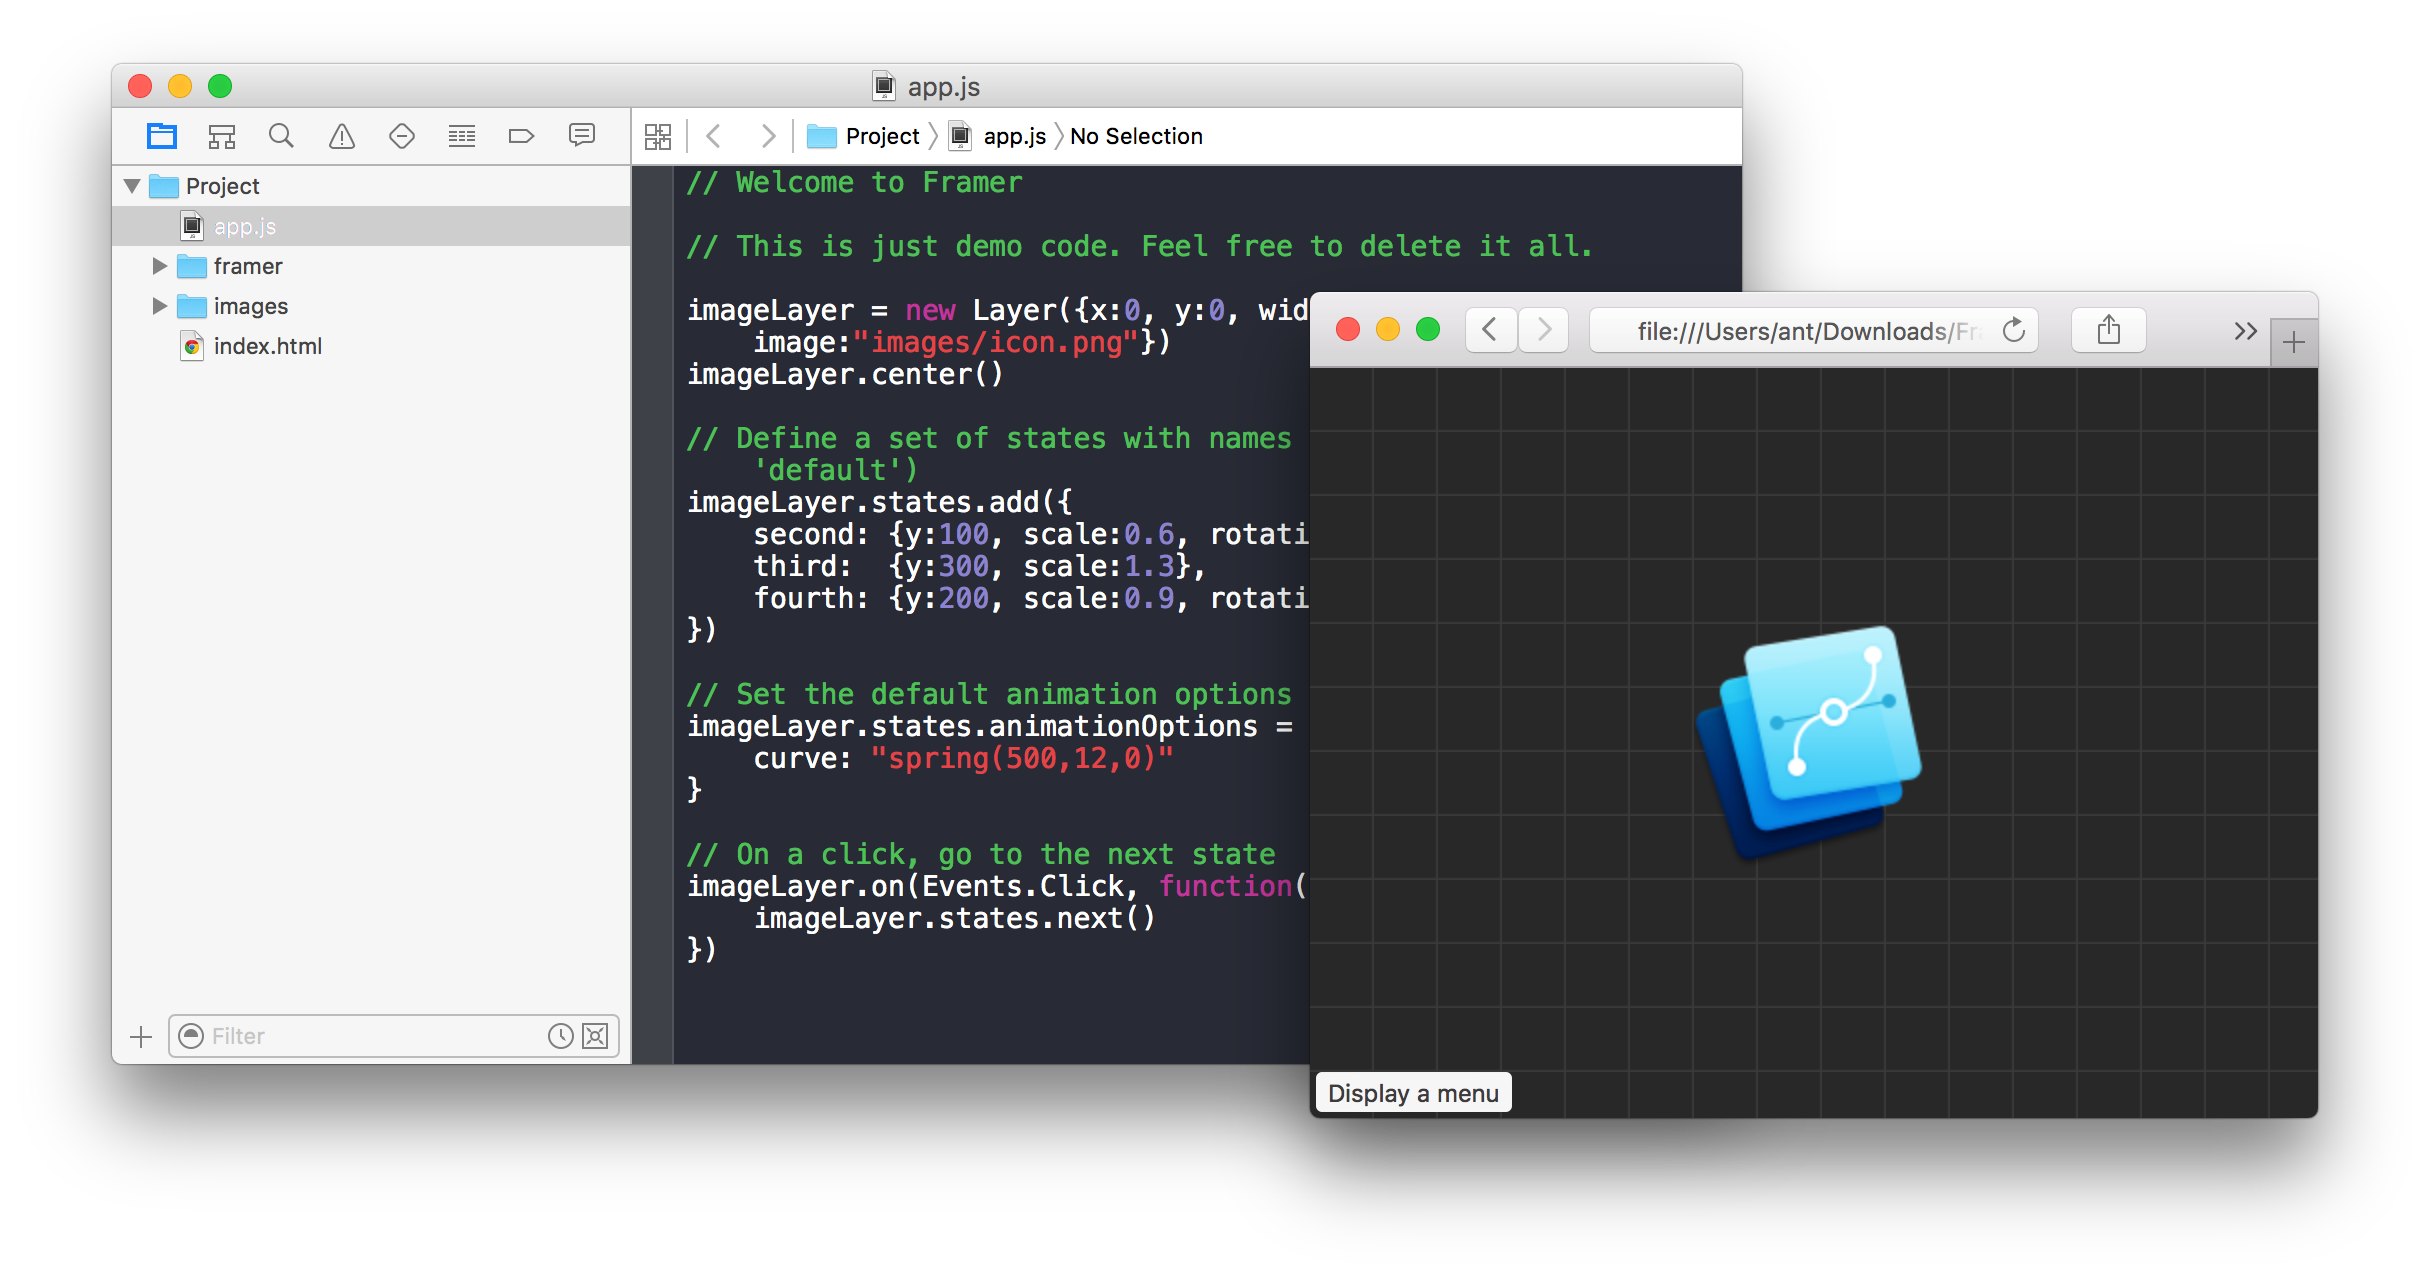 app.js
Project
app.js
framer
images
index.html
Filter
Project app.js No Selection
// Welcome to Framer
// This is just demo code. Feel free to delete it all.
imageLayer = new Layer({x:0, y:0, wid
image:"images/icon.png"})
imageLayer.center()
// Define a set of states with names
'default')
imageLayer.states.add({
second: {y:100, scale:0.6, rotati
third:  {y:300, scale:1.3},
fourth: {y:200, scale:0.9, rotati
})
// Set the default animation options
imageLayer.states.animationOptions =
curve: "spring(500,12,0)"
}
// On a click, go to the next state
imageLayer.on(Events.Click, function(
imageLayer.states.next()
})
file:///Users/ant/Downloads/Fra
Display a menu